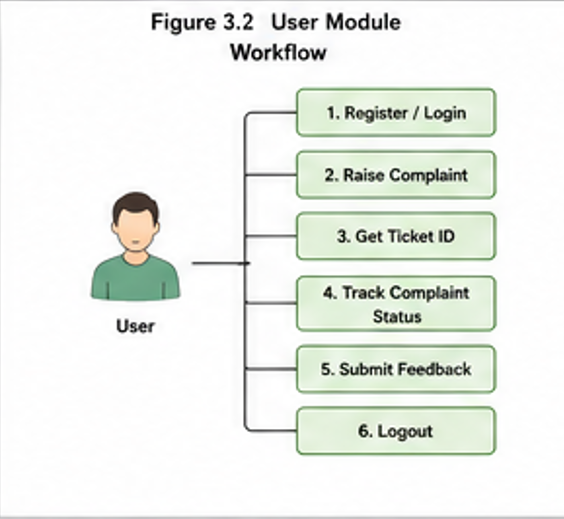 Figure 3.2 User Module
Workflow
1. Register / Login
2. Raise Complaint
3. Get Ticket ID
4. Track Complaint
Status
5. Submit Feedback
6. Logout
User